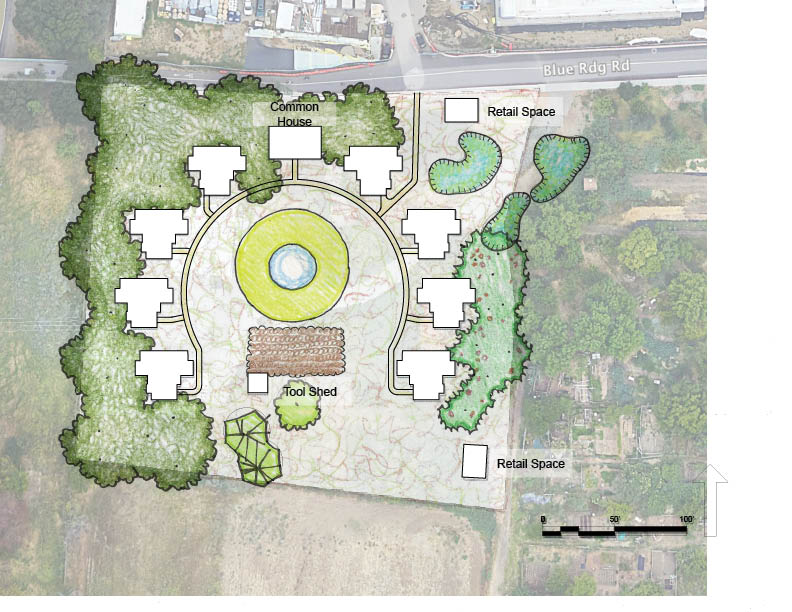 Blue Rdg Rd
Common
House
Retail Space
Tool Shed
Retail Space
0 50' 100'